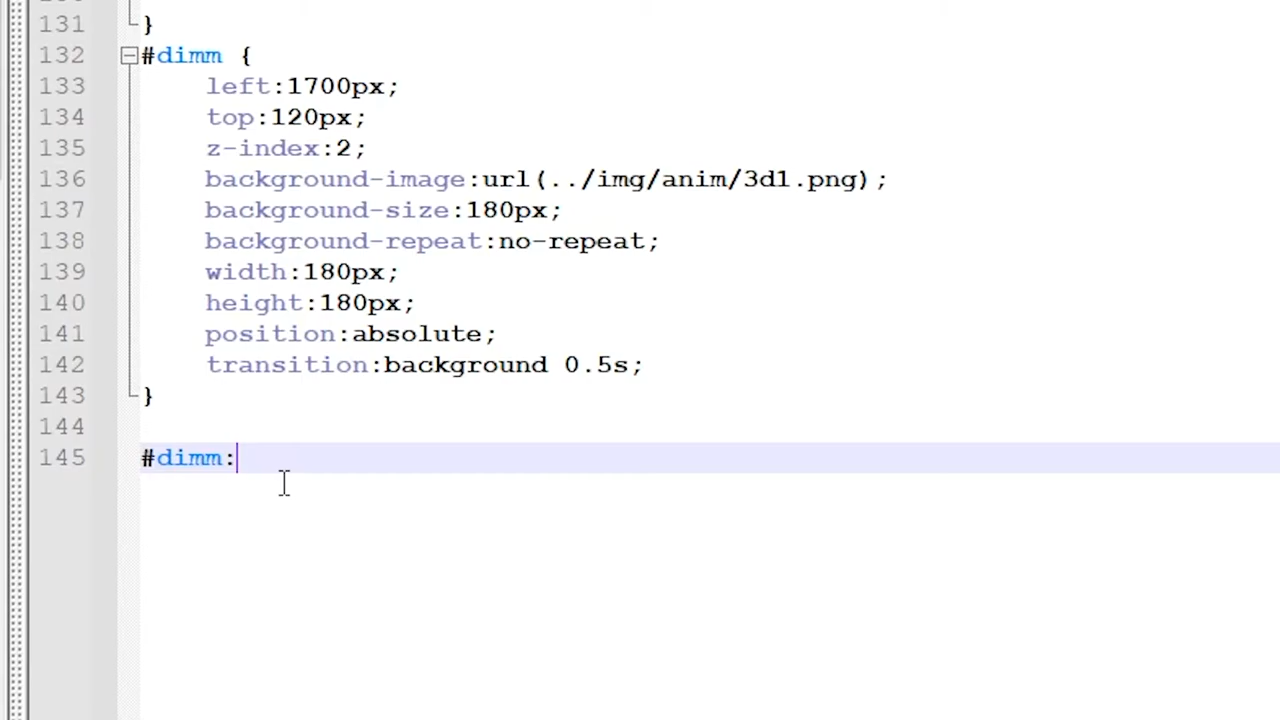 131 }
132 #dimm {
133 left:1700px;
134 top:120px;
135 z-index:2;
136 background-image:url(../img/anim/3d1.png);
137 background-size:180px;
138 background-repeat:no-repeat;
139 width:180px;
140 height:180px;
141 position:absolute;
142 transition:background 0.5s;
143 }
144
145 #dimm: